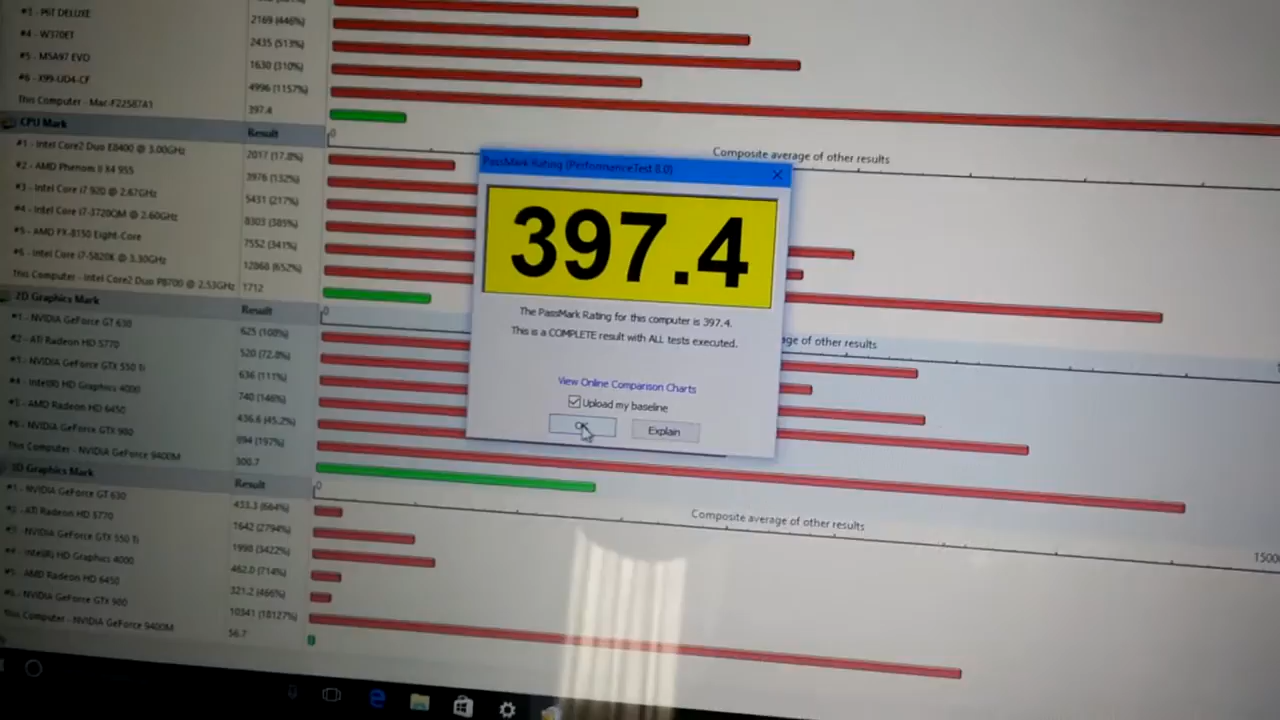 #3 - P6T DELUXE
2169 (446%)
#4 - W370ET
2435 (513%)
#5 - M5A97 EVO
1630 (310%)
#6 - X99-UD4-CF
4996 (1157%)
This Computer - Mac-F22587A1
397.4
CPU Mark
Result
0
Composite average of other results
#1 - Intel Core2 Duo E8400 @ 3.00GHz
2017 (17.8%)
#2 - AMD Phenom II X4 955
3976 (132%)
#3 - Intel Core i7 920 @ 2.67GHz
5431 (217%)
#4 - Intel Core i7-3720QM @ 2.60GHz
8303 (385%)
#5 - AMD FX-8150 Eight-Core
7552 (341%)
#6 - Intel Core i7-5820K @ 3.30GHz
12868 (652%)
This Computer - Intel Core2 Duo P8700 @ 2.53GHz
1712
PassMark Rating (PerformanceTest 8.0)
397.4
The PassMark Rating for this computer is 397.4.
This is a COMPLETE result with ALL tests executed.
View Online Comparison Charts
Upload my baseline
OK
Explain
2D Graphics Mark
Result
0
age of other results
#1 - NVIDIA GeForce GT 630
625 (108%)
#2 - ATI Radeon HD 5770
520 (72.8%)
#3 - NVIDIA GeForce GTX 550 Ti
636 (111%)
#4 - Intel(R) HD Graphics 4000
740 (146%)
#5 - AMD Radeon HD 6450
436.6 (45.2%)
#6 - NVIDIA GeForce GTX 980
894 (197%)
This Computer - NVIDIA GeForce 9400M
300.7
3D Graphics Mark
Result
0
Composite average of other results
1500
#1 - NVIDIA GeForce GT 630
433.3 (664%)
#2 - ATI Radeon HD 5770
1642 (2794%)
#3 - NVIDIA GeForce GTX 550 Ti
1998 (3422%)
#4 - Intel(R) HD Graphics 4000
462.0 (714%)
#5 - AMD Radeon HD 6450
321.2 (466%)
#6 - NVIDIA GeForce GTX 980
10341 (18127%)
This Computer - NVIDIA GeForce 9400M
56.7